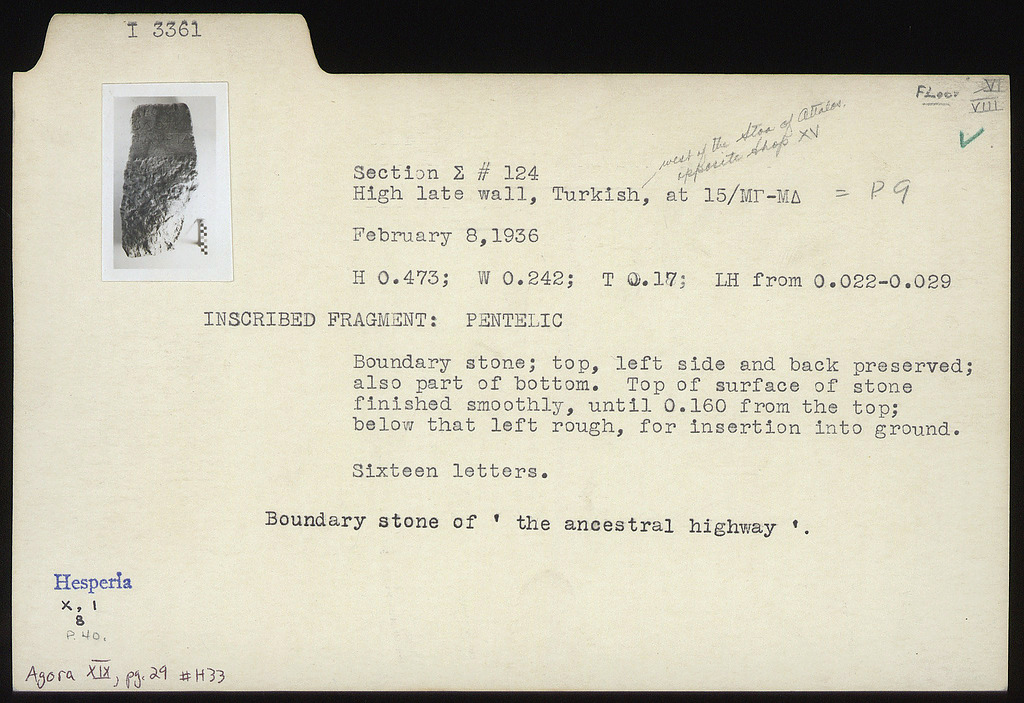 I 3361
Floor VI
VIII
west of the Stoa of Attalos,
opposite shop XV
Section Σ # 124
High late wall, Turkish, at 15/ΜΓ-ΜΔ = P 9
February 8,1936
H 0.473; W 0.242; T 0.17; LH from 0.022-0.029
INSCRIBED FRAGMENT: PENTELIC
Boundary stone; top, left side and back preserved;
also part of bottom. Top of surface of stone
finished smoothly, until 0.160 from the top;
below that left rough, for insertion into ground.
Sixteen letters.
Boundary stone of ' the ancestral highway '.
Hesperia
X, 1
8
P. 40.
Agora XIX, pg. 29 #H33